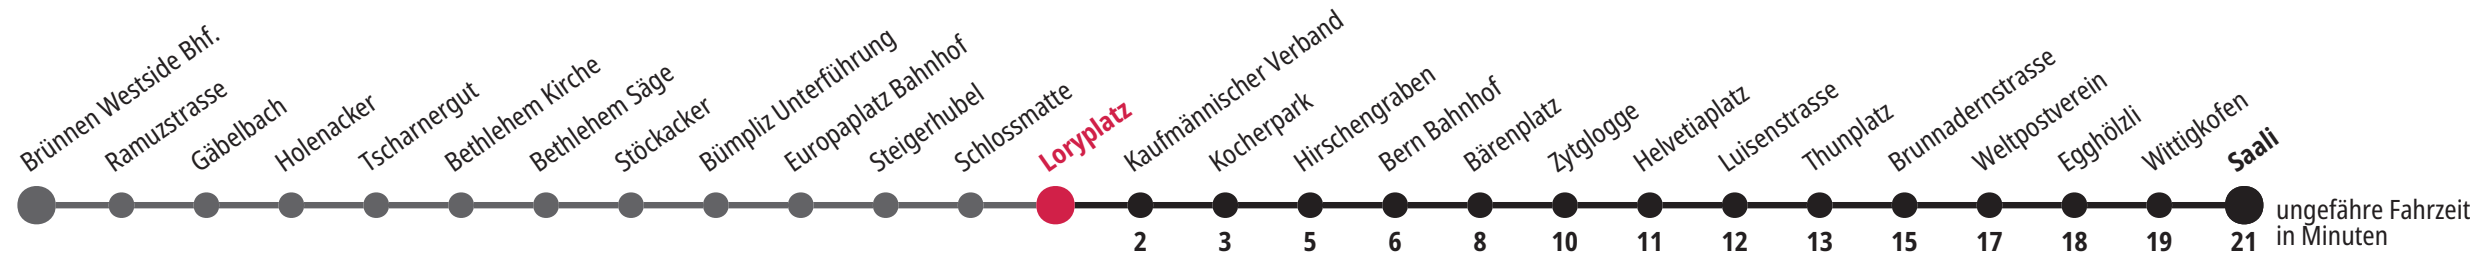 Brünnen Westside Bhf.
Ramuzstrasse
Gäbelbach
Holenacker
Tscharnergut
Bethlehem Kirche
Bethlehem Säge
Stöckacker
Bümpliz Unterführung
Europaplatz Bahnhof
Steigerhubel
Schlossmatte
Loryplatz
Kaufmännischer Verband
Kocherpark
Hirschengraben
Bern Bahnhof
Bärenplatz
Zytglogge
Helvetiaplatz
Luisenstrasse
Thunplatz
Brunnadernstrasse
Weltpostverein
Egghölzli
Wittigkofen
Saali
2 3 5 6 8 10 11 12 13 15 17 18 19 21
ungefähre Fahrzeit
in Minuten